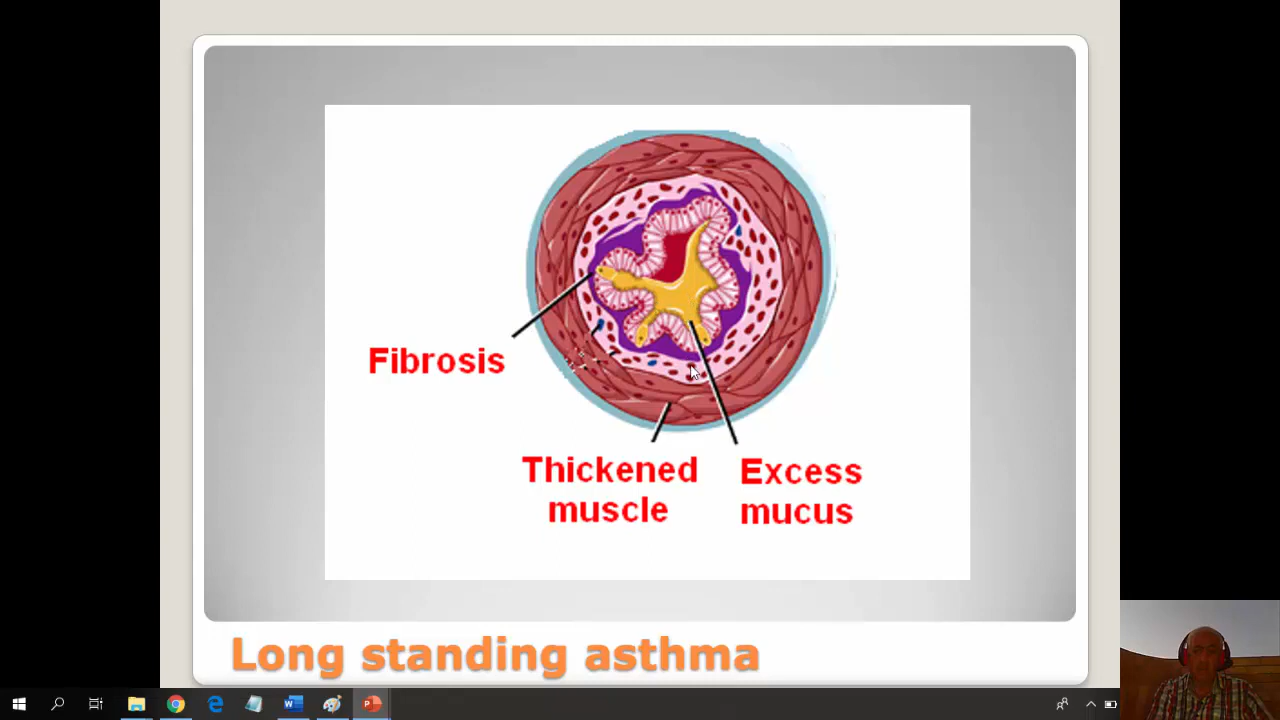 Fibrosis
Thickened
muscle
Excess
mucus
Long standing asthma